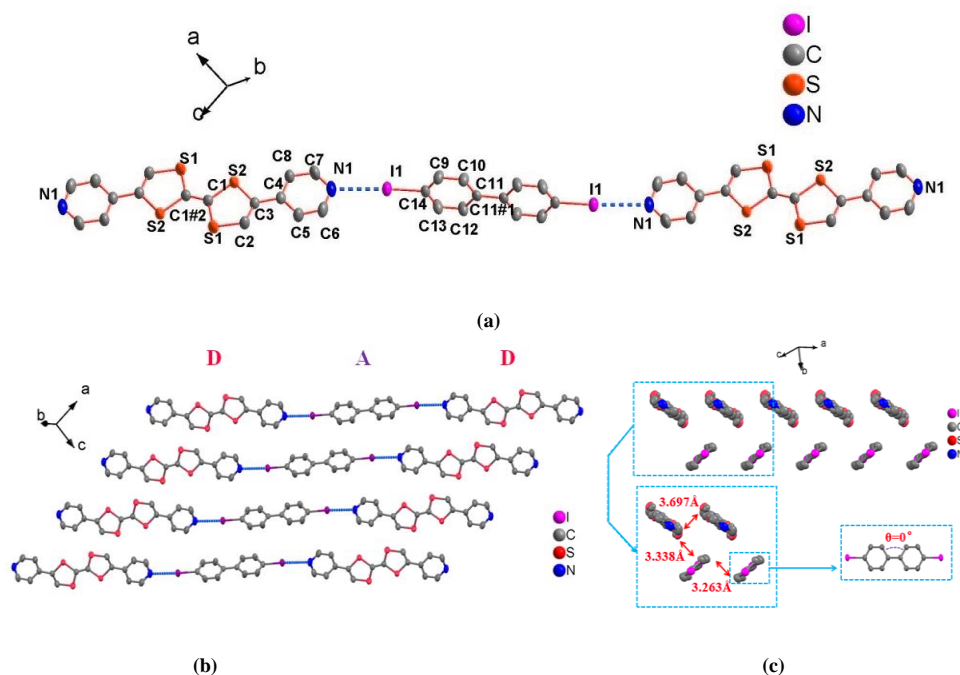 a
b
c
I
C
S
N
S1
C8
C7
N1
S2
C1
C4
N1
I1
C9
C10
C11
I1
S1
S2
N1
S2
C1#2
S1
C2
C3
C5
C6
C14
C13
C12
C11#1
N1
S2
S1
(a)
D
A
D
a
b
c
I
C
S
N
(b)
c
a
b
I
C
S
N
3.697Å
3.338Å
3.263Å
θ=0°
(c)